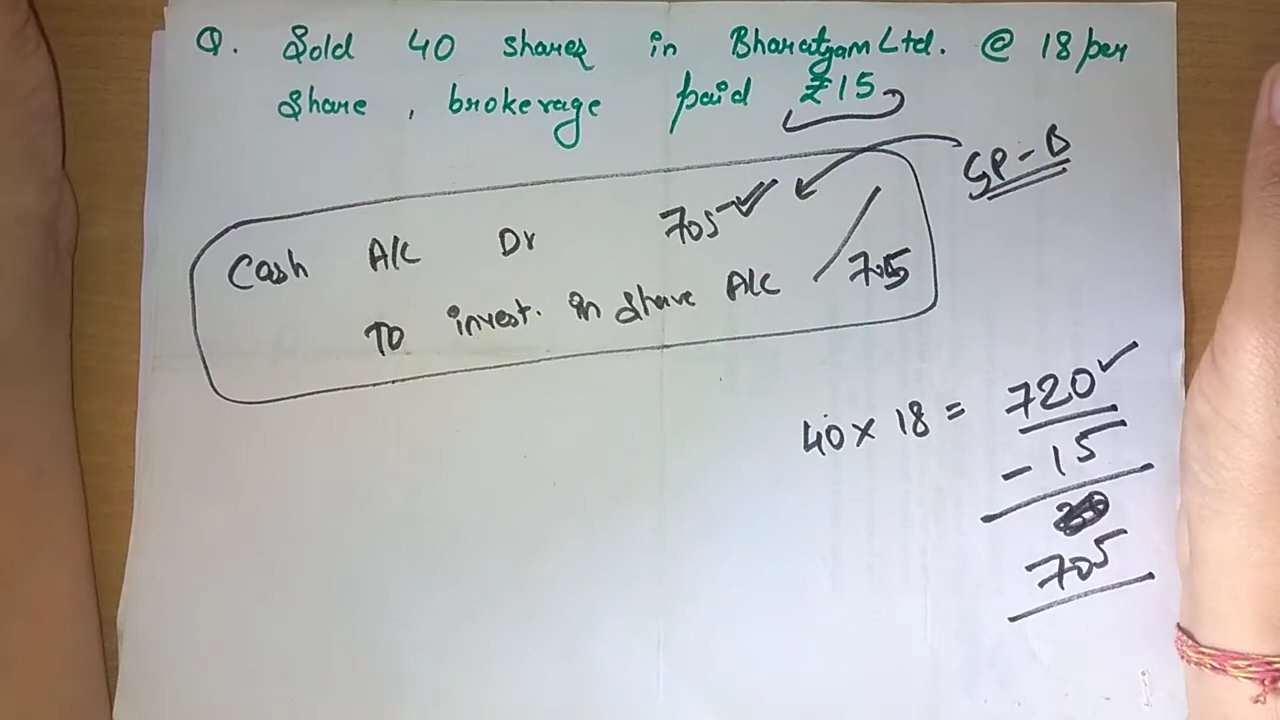 Q. Sold 40 shares in Bharatgam Ltd. @ 18 per
share, brokerage paid ₹15
SP-B
Cash A/c Dr 705
To invest. in share A/c 705
40 x 18 = 720
- 15
705